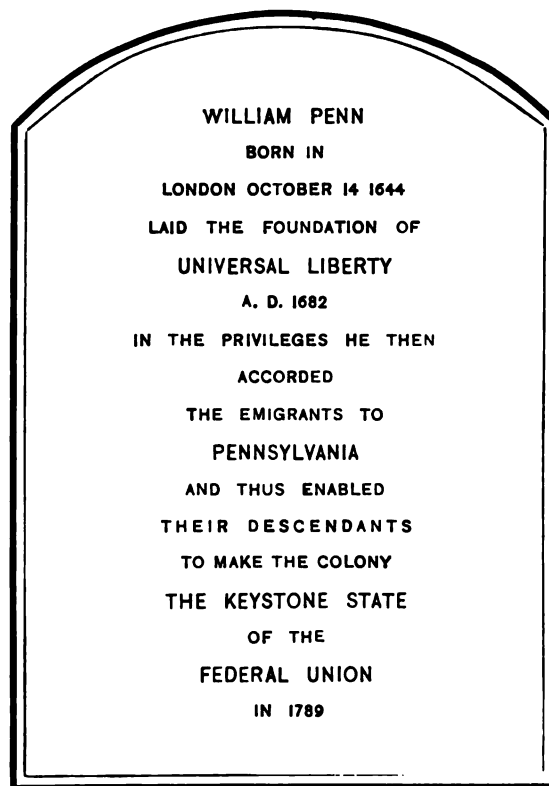 WILLIAM PENN
BORN IN
LONDON OCTOBER 14 1644
LAID THE FOUNDATION OF
UNIVERSAL LIBERTY
A. D. 1682
IN THE PRIVILEGES HE THEN
ACCORDED
THE EMIGRANTS TO
PENNSYLVANIA
AND THUS ENABLED
THEIR DESCENDANTS
TO MAKE THE COLONY
THE KEYSTONE STATE
OF THE
FEDERAL UNION
IN 1789